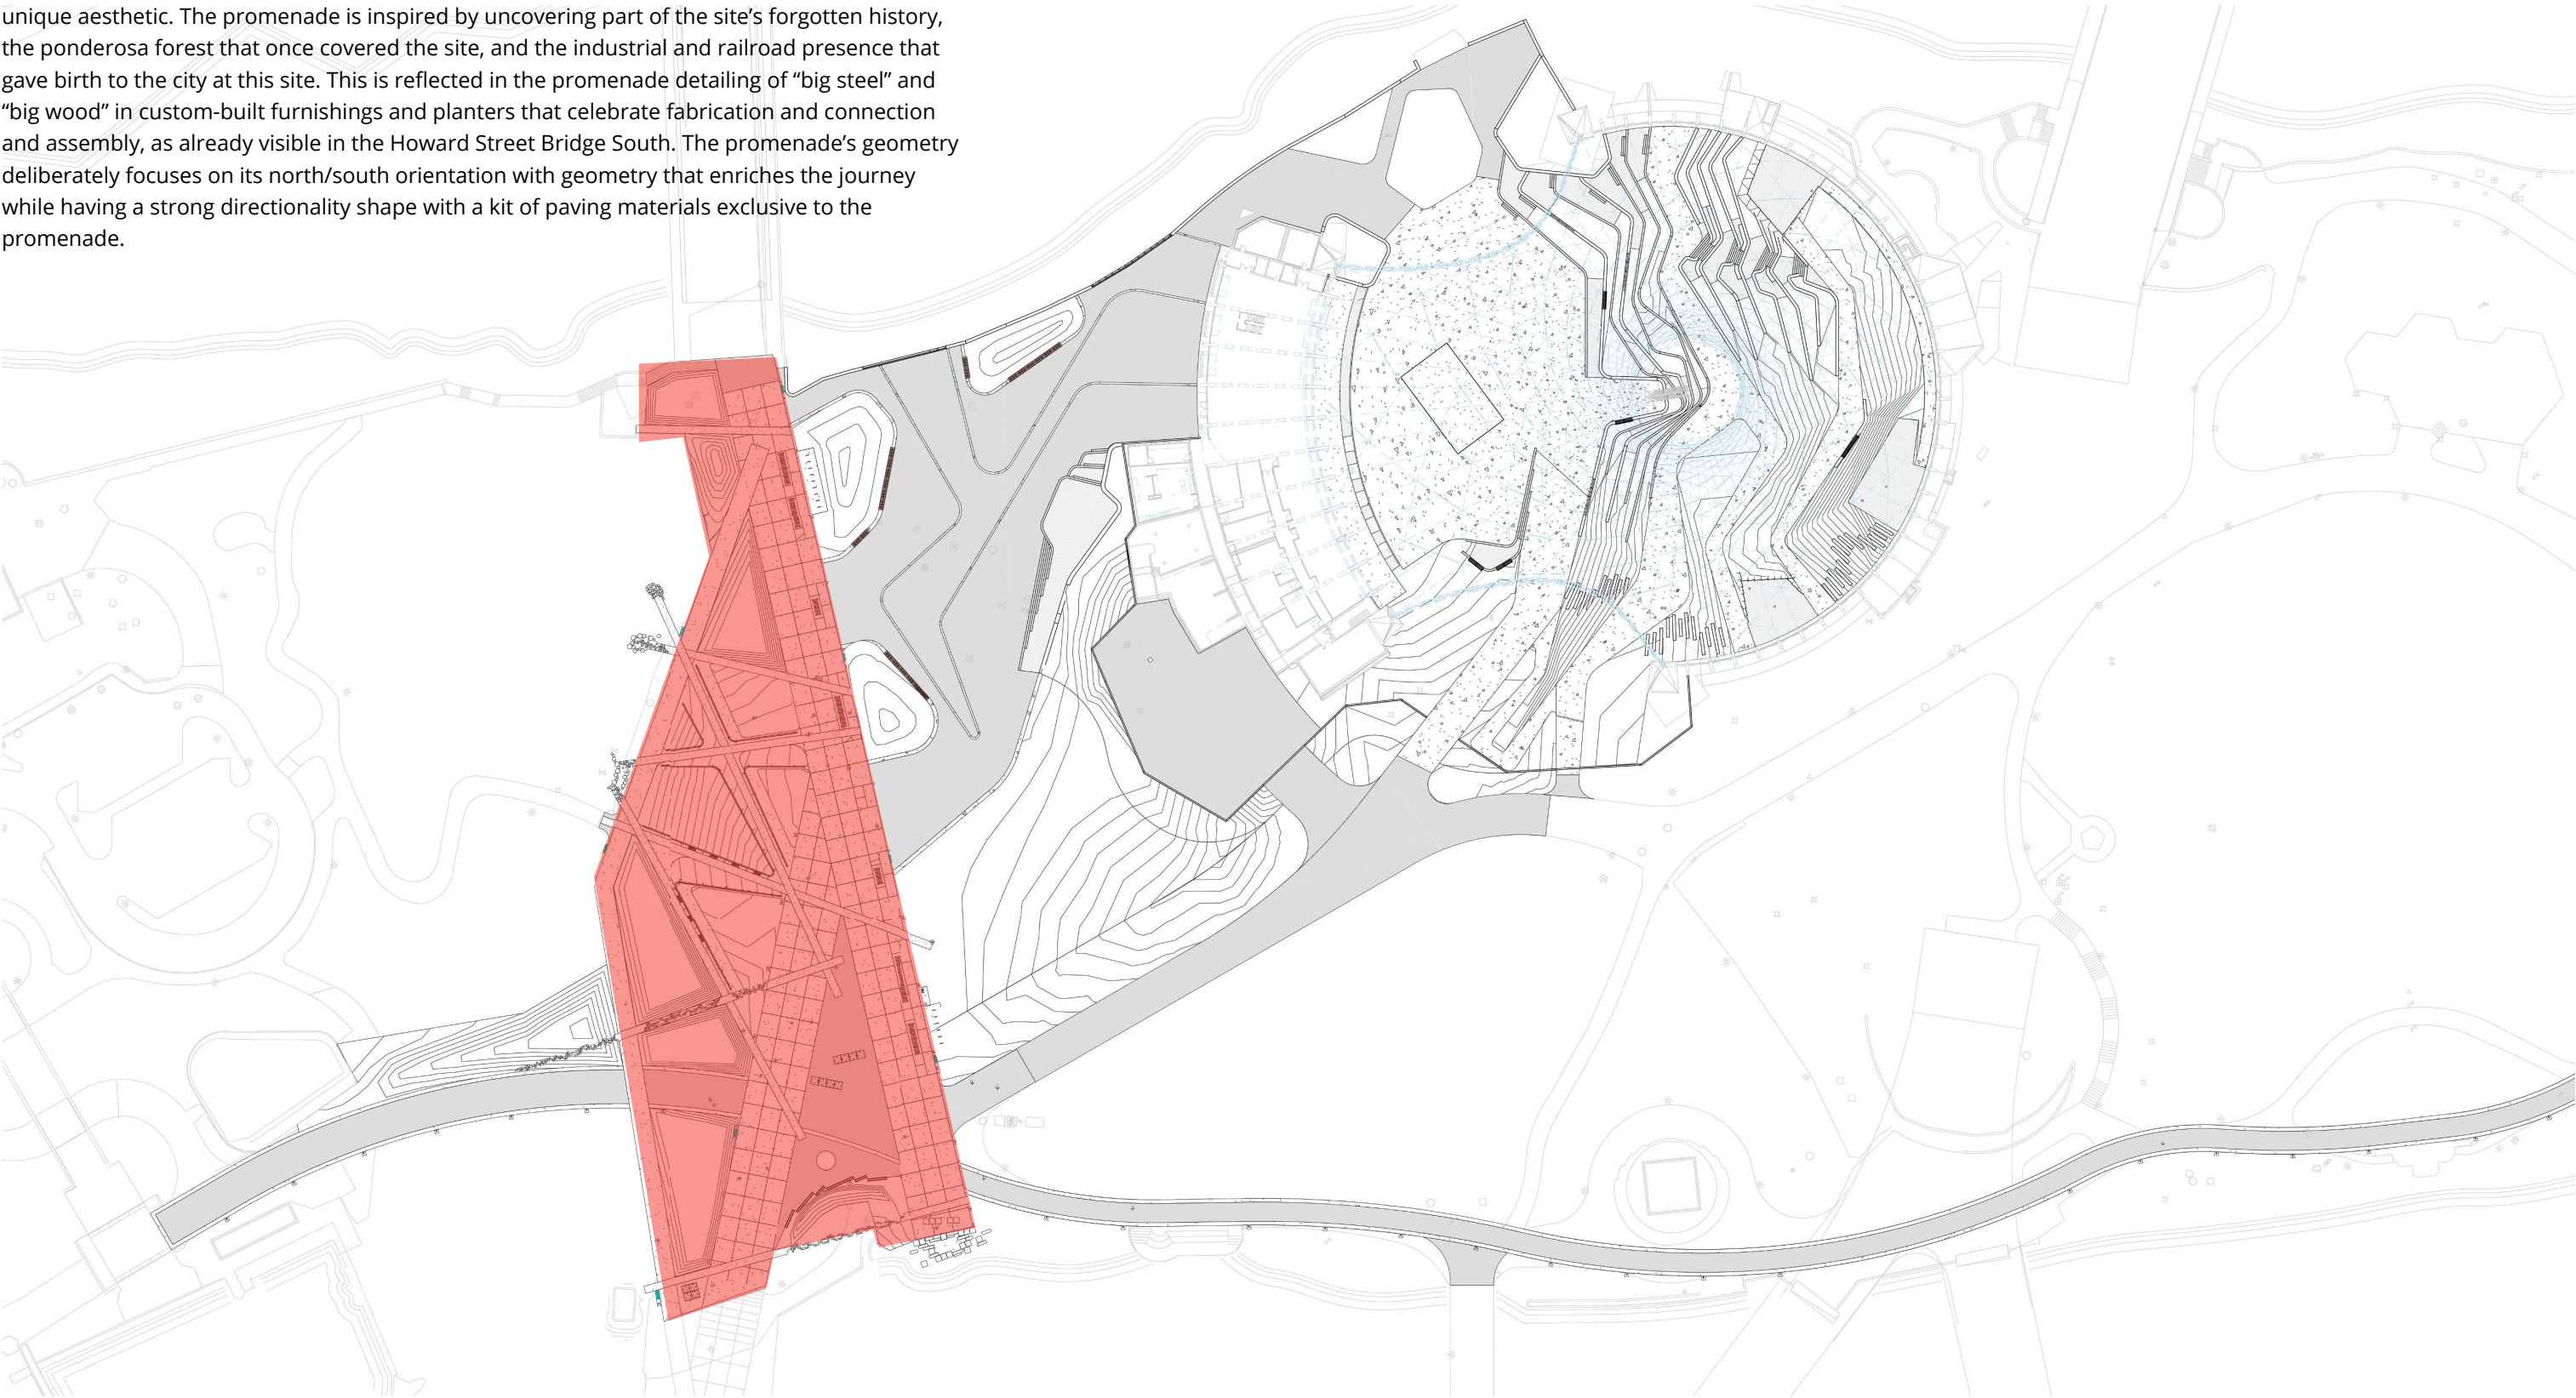 unique aesthetic. The promenade is inspired by uncovering part of the site’s forgotten history,
the ponderosa forest that once covered the site, and the industrial and railroad presence that
gave birth to the city at this site. This is reflected in the promenade detailing of “big steel” and
“big wood” in custom-built furnishings and planters that celebrate fabrication and connection
and assembly, as already visible in the Howard Street Bridge South. The promenade’s geometry
deliberately focuses on its north/south orientation with geometry that enriches the journey
while having a strong directionality shape with a kit of paving materials exclusive to the
promenade.